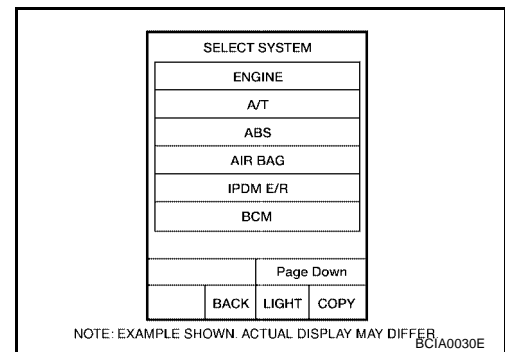 SELECT SYSTEM
ENGINE
A/T
ABS
AIR BAG
IPDM E/R
BCM
Page Down
BACK LIGHT COPY
NOTE: EXAMPLE SHOWN. ACTUAL DISPLAY MAY DIFFER
BCIA0030E